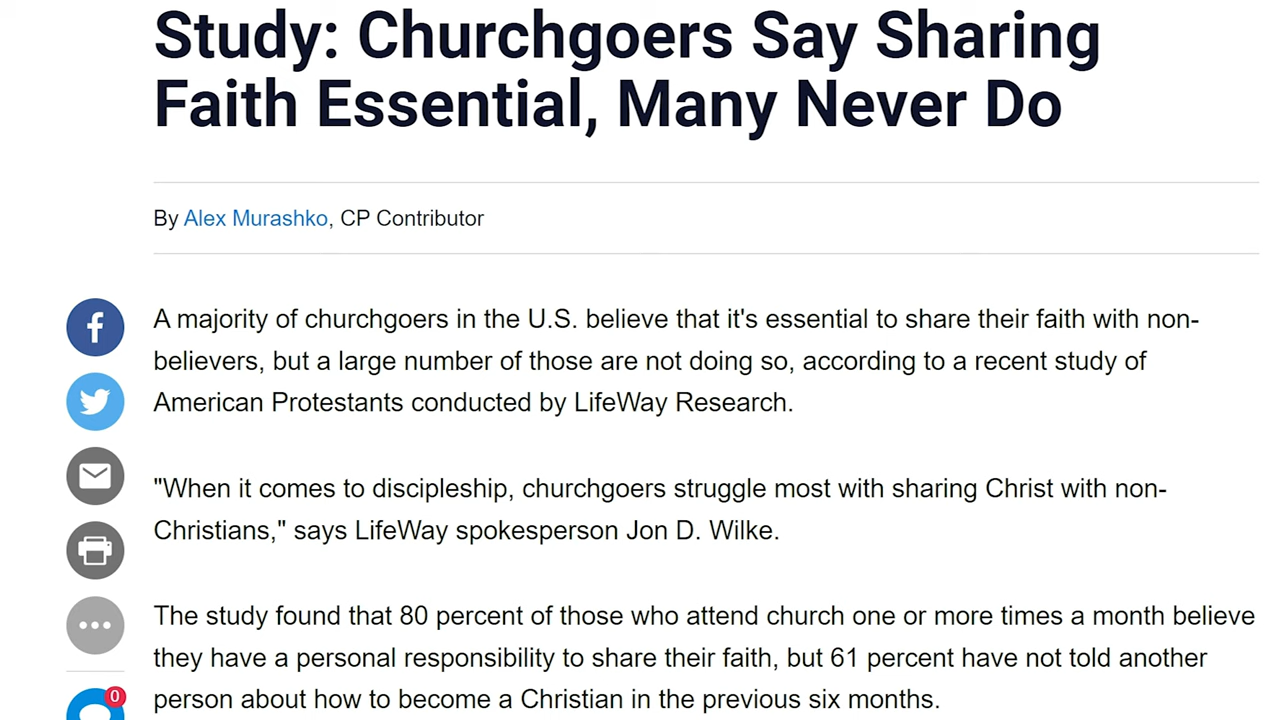 Study: Churchgoers Say Sharing
Faith Essential, Many Never Do
By Alex Murashko, CP Contributor
A majority of churchgoers in the U.S. believe that it's essential to share their faith with non-
believers, but a large number of those are not doing so, according to a recent study of
American Protestants conducted by LifeWay Research.
"When it comes to discipleship, churchgoers struggle most with sharing Christ with non-
Christians," says LifeWay spokesperson Jon D. Wilke.
The study found that 80 percent of those who attend church one or more times a month believe
they have a personal responsibility to share their faith, but 61 percent have not told another
person about how to become a Christian in the previous six months.
0